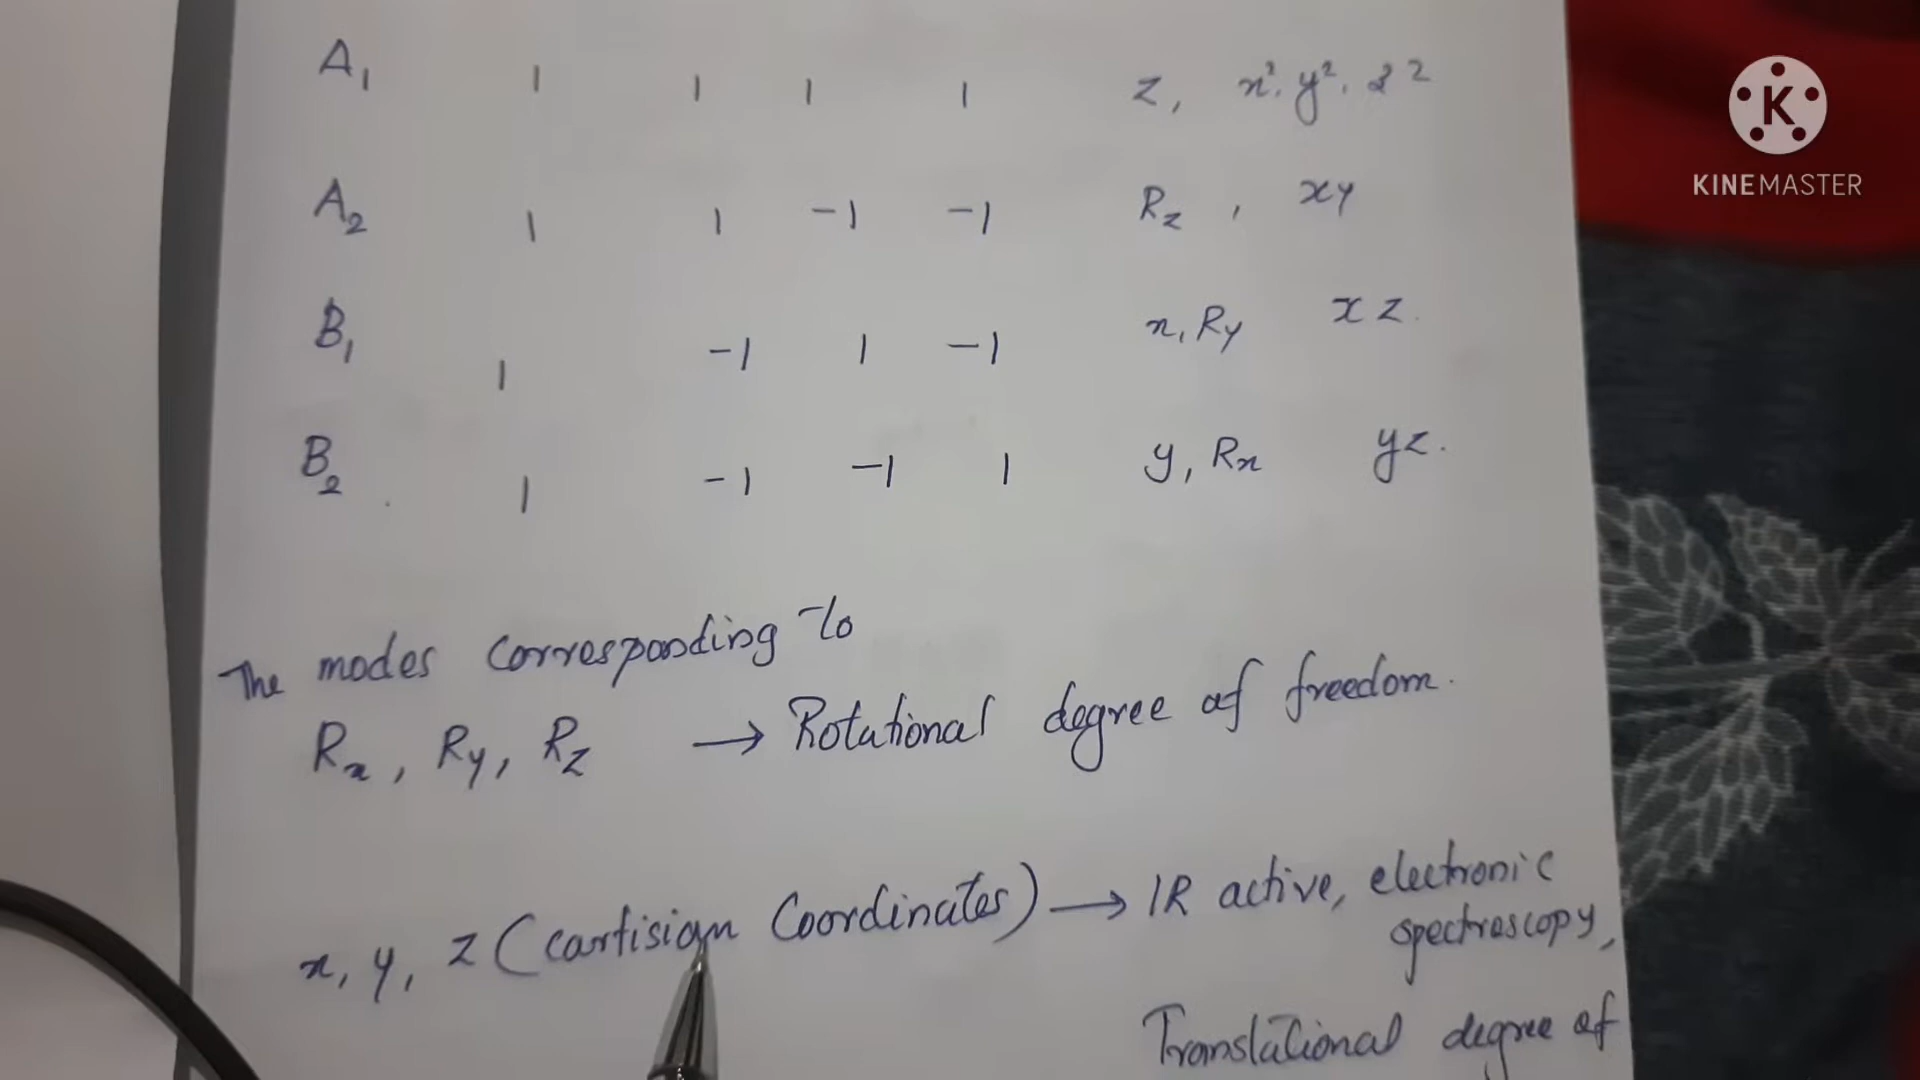 A₁ 1 1 1 1 z, x², y², z²
A₂ 1 1 -1 -1 Rz , xy
B₁ 1 -1 1 -1 x, Ry xz.
B₂ 1 -1 -1 1 y, Rx yz.
The modes corresponding to
Rx, Ry, Rz → Rotational degree of freedom.
x, y, z (cartisian Coordinates) → IR active, electronic
spectroscopy,
Translational degree of
K
KINEMASTER